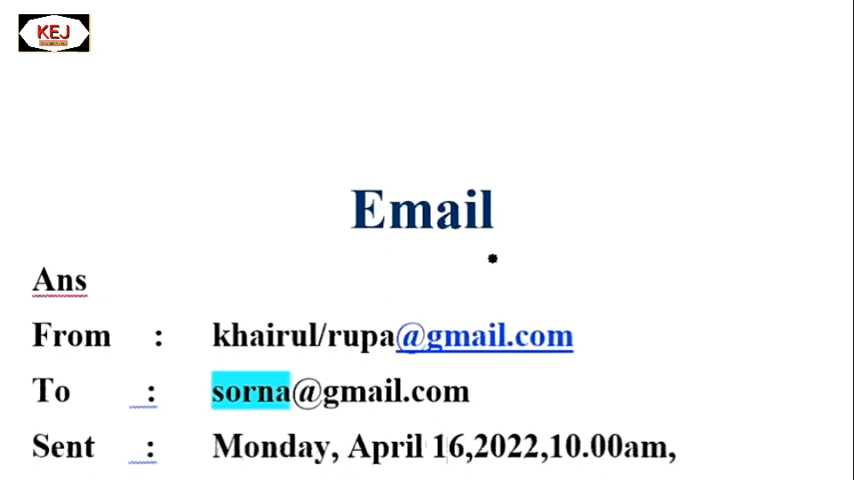 KEJ
Email
Ans
From : khairul/rupa@gmail.com
To : sorna@gmail.com
Sent : Monday, April 16,2022,10.00am,